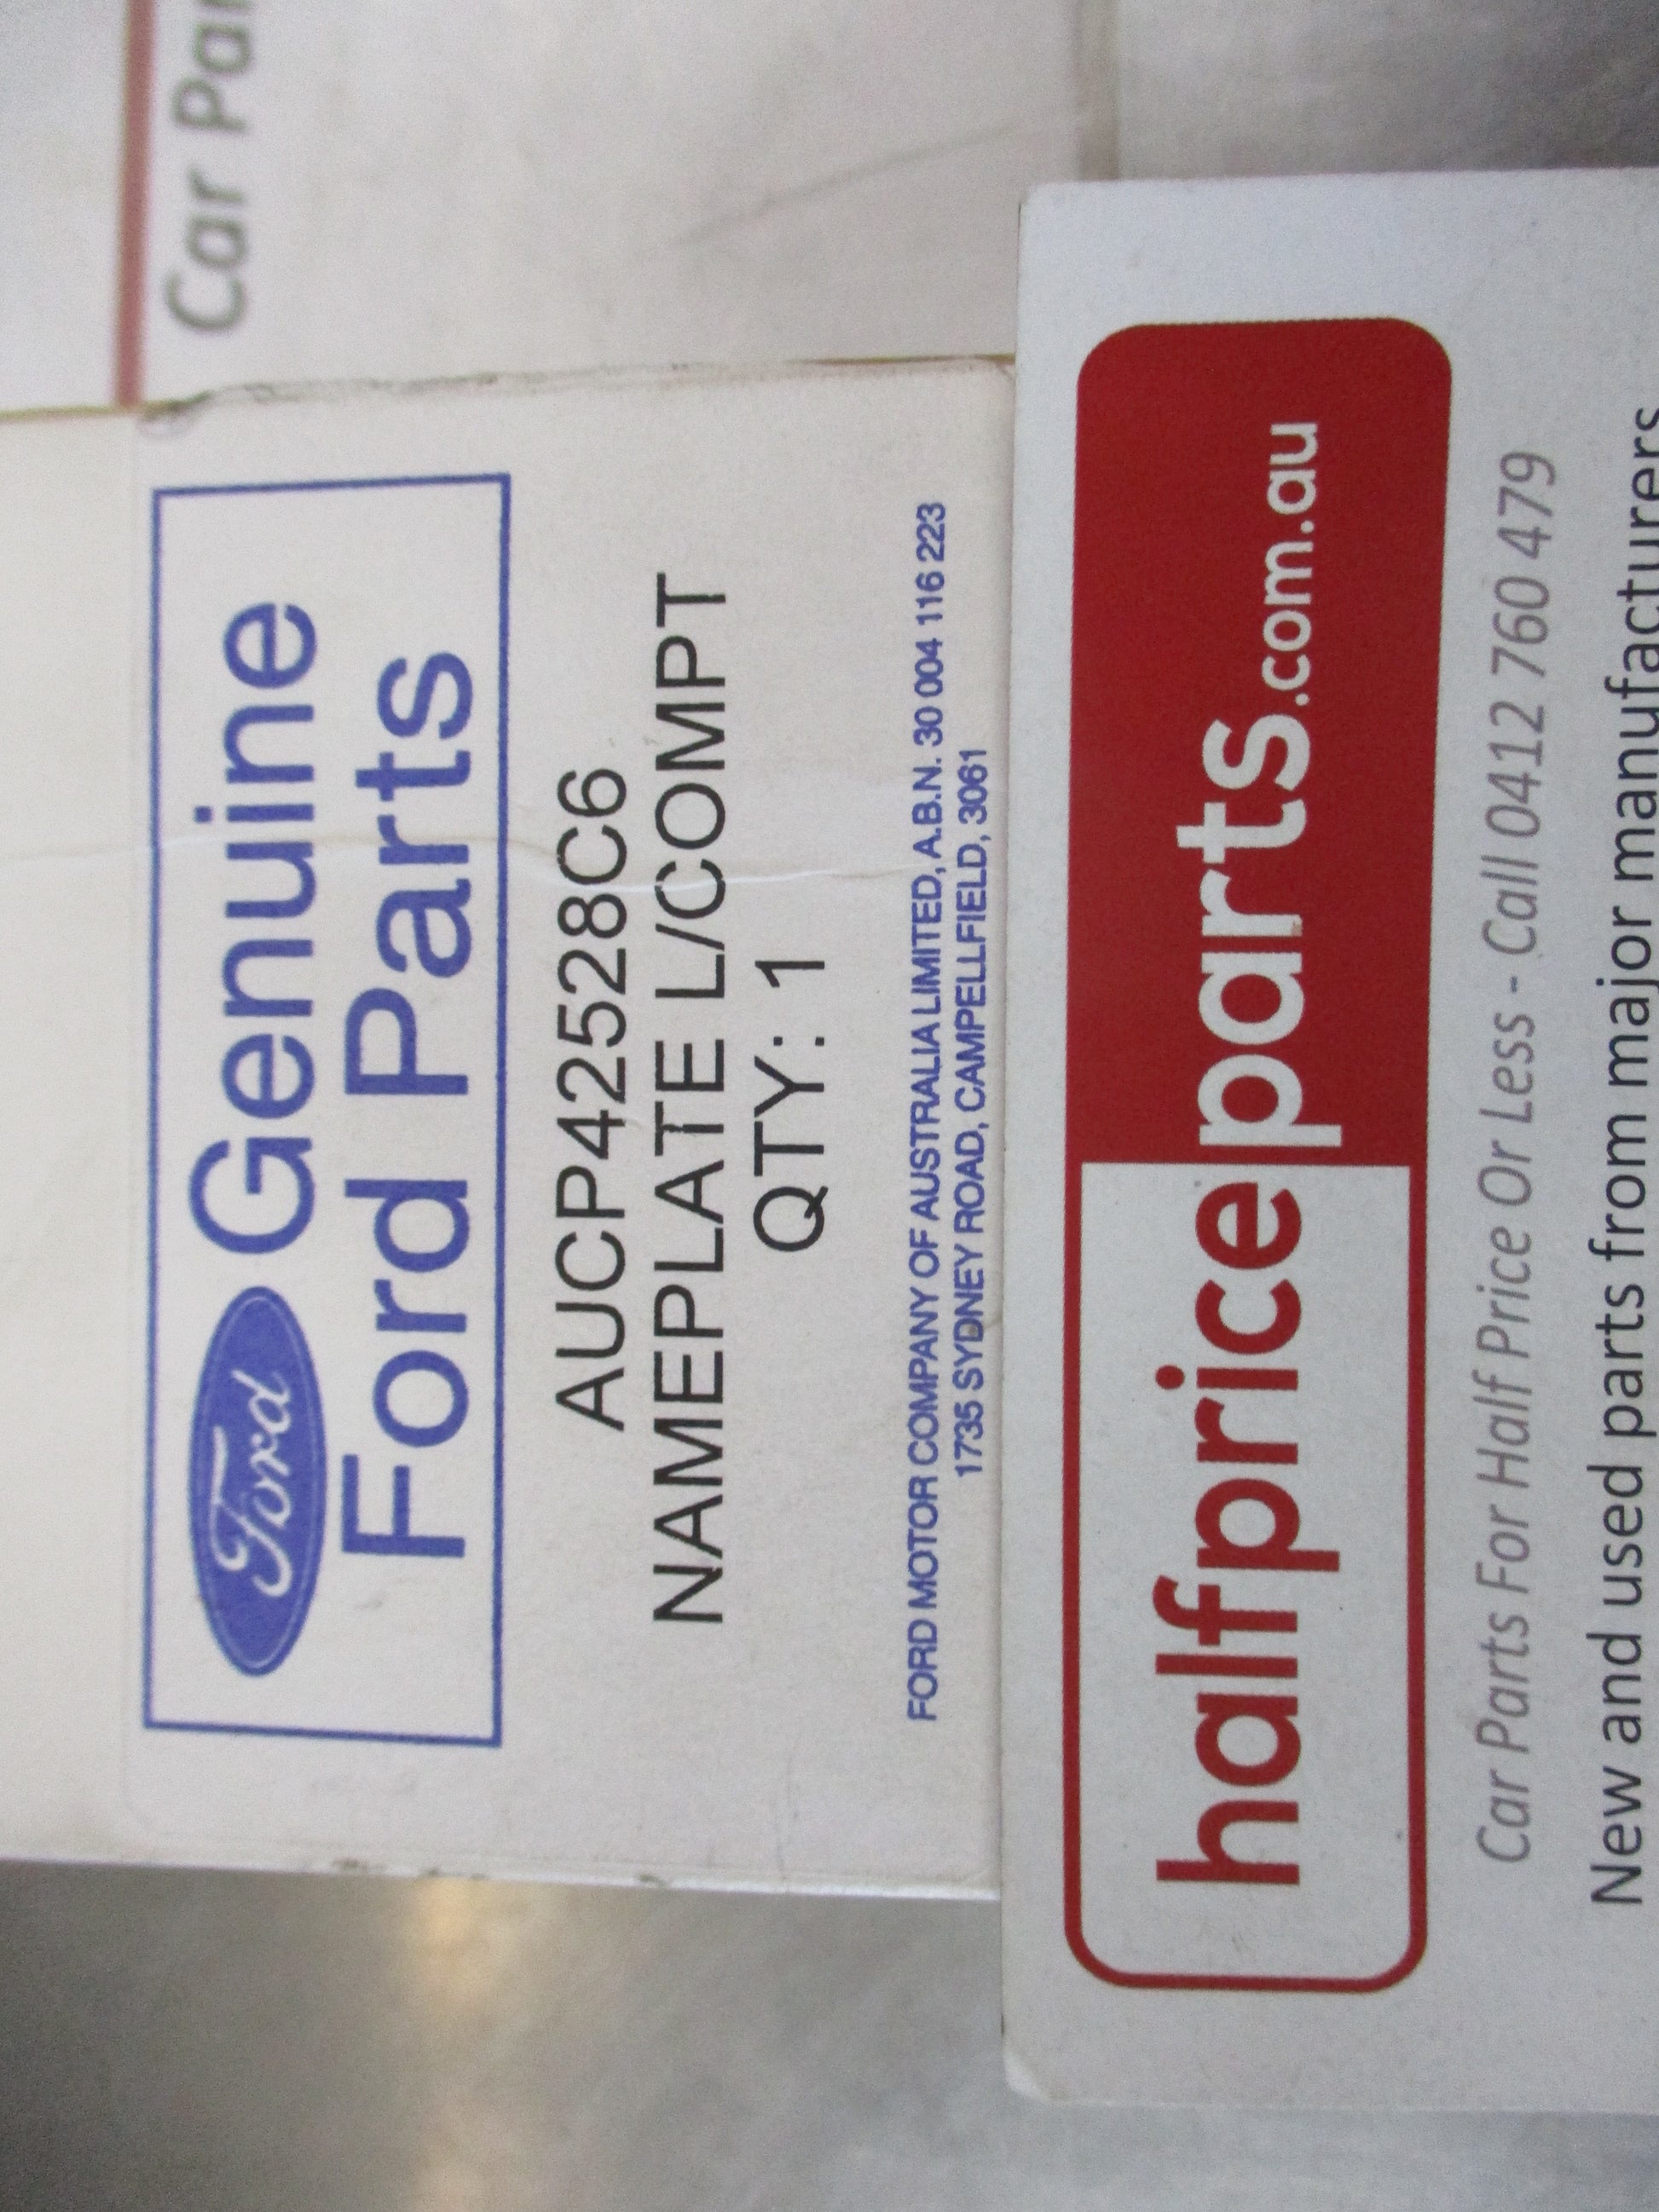 Car Par
Ford Genuine
Ford Parts
AUCP42528C6
NAMEPLATE L/COMPT
QTY: 1
FORD MOTOR COMPANY OF AUSTRALIA LIMITED, A.B.N. 30 004 116 223
1735 SYDNEY ROAD, CAMPELLFIELD, 3061
halfpriceparts.com.au
Car Parts For Half Price Or Less - Call 0412 760 479
New and used parts from major manufacturers